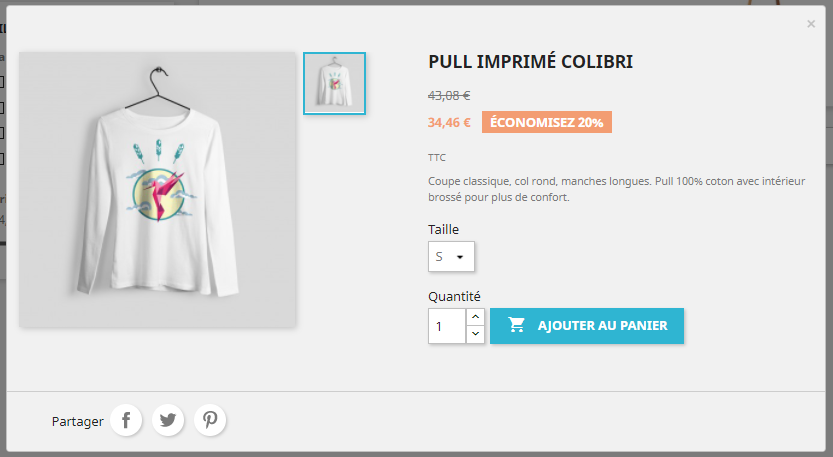 ×
PULL IMPRIMÉ COLIBRI
43,08 €
34,46 € ÉCONOMISEZ 20%
TTC
Coupe classique, col rond, manches longues. Pull 100% coton avec intérieur
brossé pour plus de confort.
Taille
S
Quantité
1 AJOUTER AU PANIER
Partager